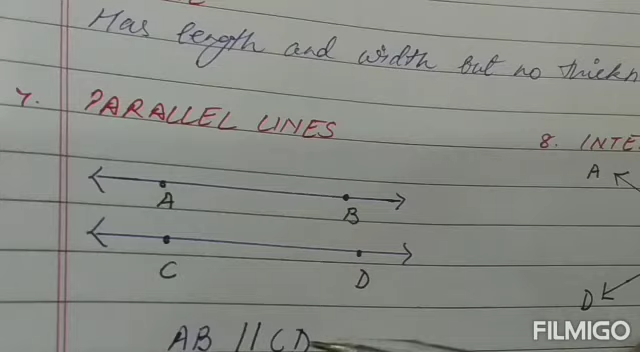 Has length and width but no thickn
7. PARALLEL LINES
8. INTE
A B
A
C D
D
AB || CD
FILMIGO